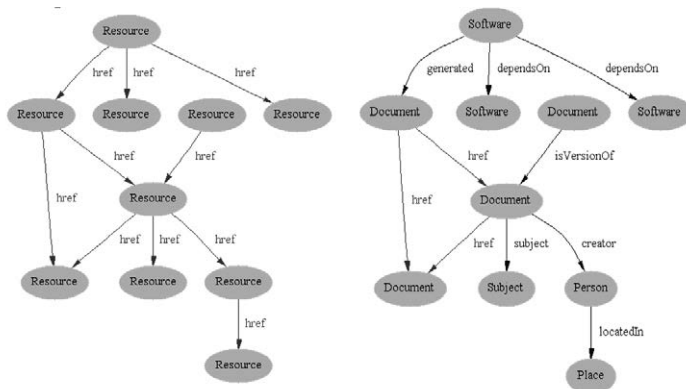 Resource
href href href
Resource Resource Resource Resource
href href
href
Resource
href href href
Resource Resource Resource
href
Resource
Software
generated dependsOn dependsOn
Document Software Document Software
href isVersionOf
href
Document
href subject creator
Document Subject Person
locatedIn
Place